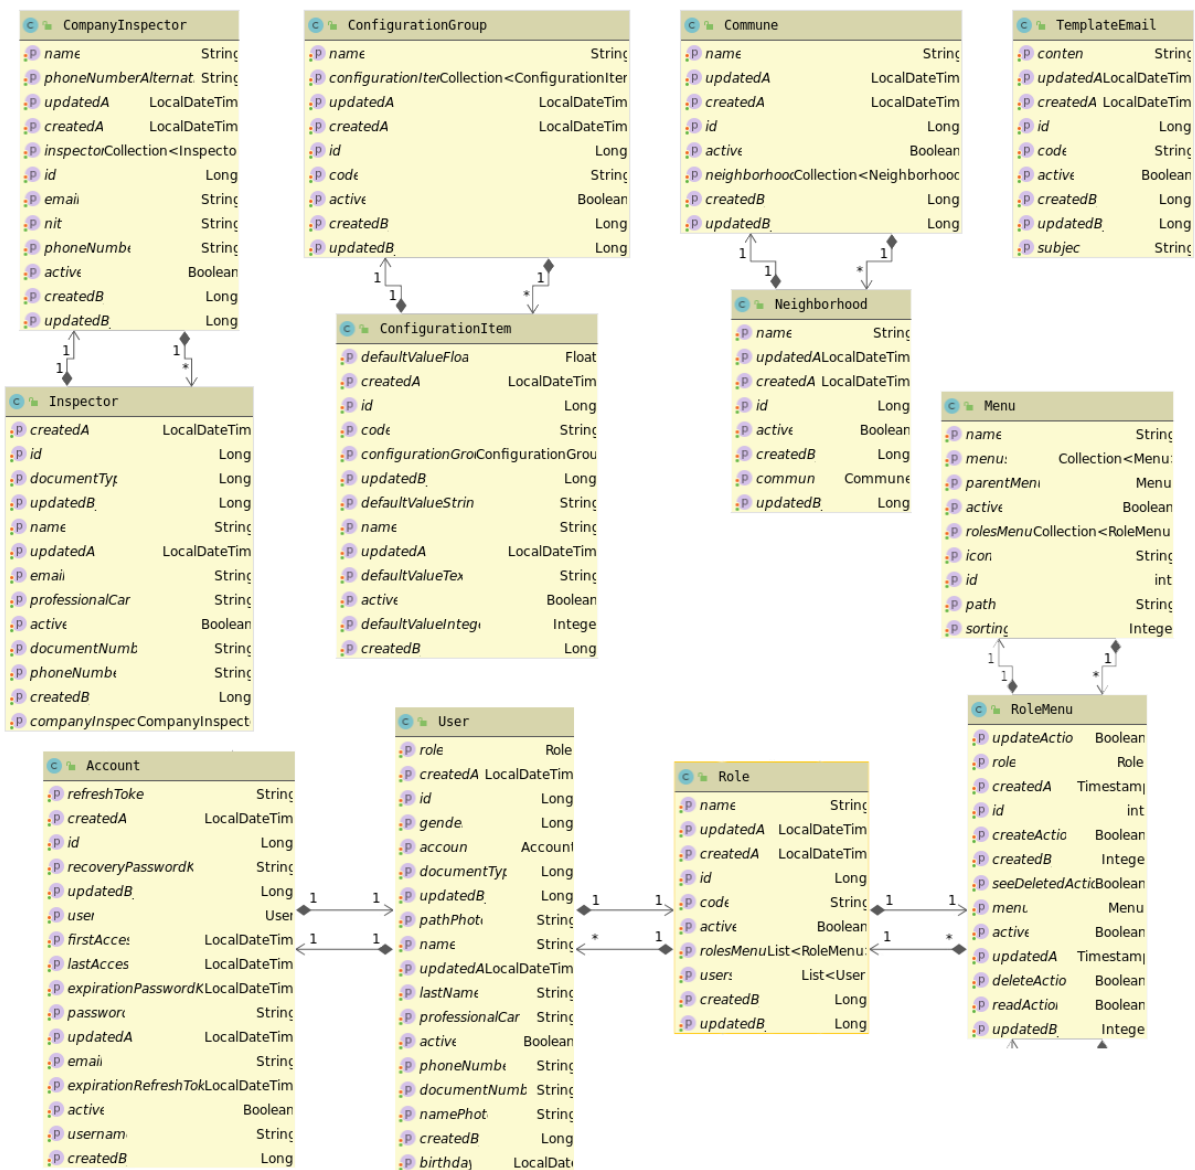 CompanyInspector
name String
phoneNumberAlternat String
updatedA LocalDateTim
createdA LocalDateTim
inspector Collection<Inspecto
id Long
email String
nit String
phoneNumbe String
active Boolean
createdB Long
updatedB Long
1 1
1 *
Inspector
createdA LocalDateTim
id Long
documentTyp Long
updatedB Long
name String
updatedA LocalDateTim
email String
professionalCar String
active Boolean
documentNumb String
phoneNumbe String
createdB Long
companyInspec CompanyInspect
ConfigurationGroup
name String
configurationIter Collection<ConfigurationIter
updatedA LocalDateTim
createdA LocalDateTim
id Long
code String
active Boolean
createdB Long
updatedB Long
1 1
1 *
ConfigurationItem
defaultValueFloa Float
createdA LocalDateTim
id Long
code String
configurationGro ConfigurationGrou
updatedB Long
defaultValueStrin String
name String
updatedA LocalDateTim
defaultValueTex String
active Boolean
defaultValueInteg Intege
createdB Long
Commune
name String
updatedA LocalDateTim
createdA LocalDateTim
id Long
active Boolean
neighborhood Collection<Neighborhood
createdB Long
updatedB Long
1 1
1 *
Neighborhood
name String
updatedA LocalDateTim
createdA LocalDateTim
id Long
active Boolean
createdB Long
commun Commune
updatedB Long
TemplateEmail
conten String
updatedA LocalDateTim
createdA LocalDateTim
id Long
code String
active Boolean
createdB Long
updatedB Long
subjec String
Menu
name String
menus Collection<Menu>
parentMenu Menu
active Boolean
rolesMenu Collection<RoleMenu
icon String
id int
path String
sorting Intege
1 1
1 *
RoleMenu
updateActio Boolean
role Role
createdA Timestam
id int
createActio Boolean
createdB Intege
seeDeletedActio Boolean
menu Menu
active Boolean
updatedA Timestam
deleteActio Boolean
readAction Boolean
updatedB Intege
Account
refreshToke String
createdA LocalDateTim
id Long
recoveryPasswordK String
updatedB Long
user User
firstAcces LocalDateTim
lastAcces LocalDateTim
expirationPasswordK LocalDateTim
password String
updatedA LocalDateTim
email String
expirationRefreshTok LocalDateTim
active Boolean
usernam String
createdB Long
1 1
1 1
User
role Role
createdA LocalDateTim
id Long
gende Long
accoun Account
documentTyp Long
updatedB Long
pathPhot String
name String
updatedA LocalDateTim
lastName String
professionalCar String
active Boolean
phoneNumbe String
documentNumb String
namePhot String
createdB Long
birthday LocalDate
1 1
* 1
Role
name String
updatedA LocalDateTim
createdA LocalDateTim
id Long
code String
active Boolean
rolesMenu List<RoleMenu>
users List<User
createdB Long
updatedB Long
1 1
1 *